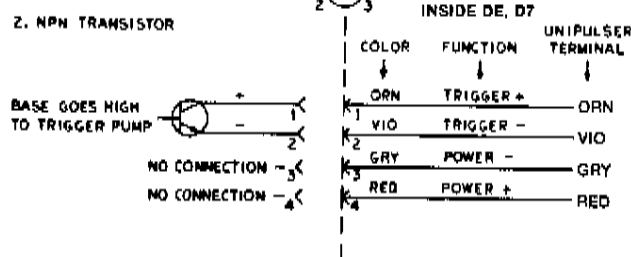 2 3
INSIDE DE, D7
2. NPN TRANSISTOR
COLOR FUNCTION UNIPULSER TERMINAL
+ 1 1 ORN TRIGGER + ORN
BASE GOES HIGH
TO TRIGGER PUMP
- 2 2 VIO TRIGGER - VIO
NO CONNECTION - 3 3 GRY POWER - GRY
NO CONNECTION - 4 4 RED POWER + RED